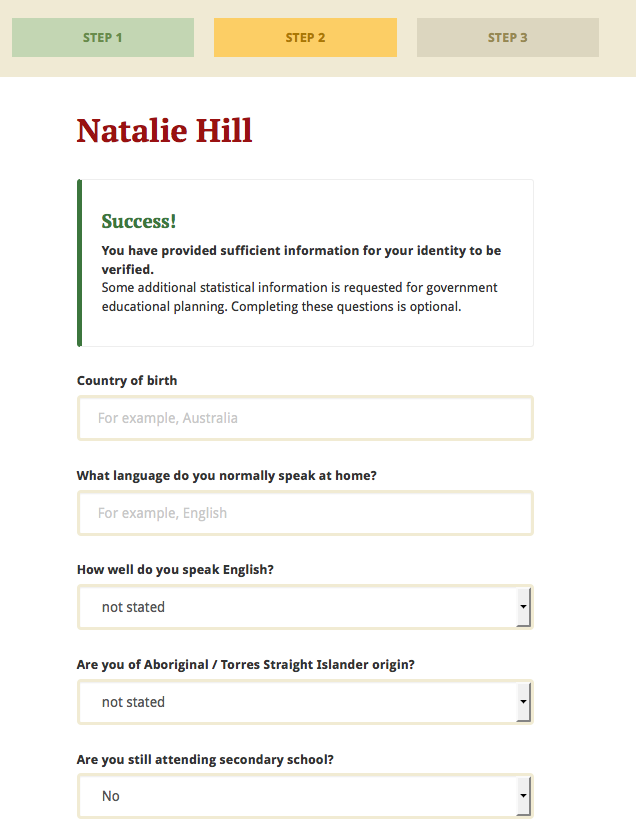 STEP 1 STEP 2 STEP 3
Natalie Hill
Success!
You have provided sufficient information for your identity to be
verified.
Some additional statistical information is requested for government
educational planning. Completing these questions is optional.
Country of birth
For example, Australia
What language do you normally speak at home?
For example, English
How well do you speak English?
not stated
Are you of Aboriginal / Torres Straight Islander origin?
not stated
Are you still attending secondary school?
No